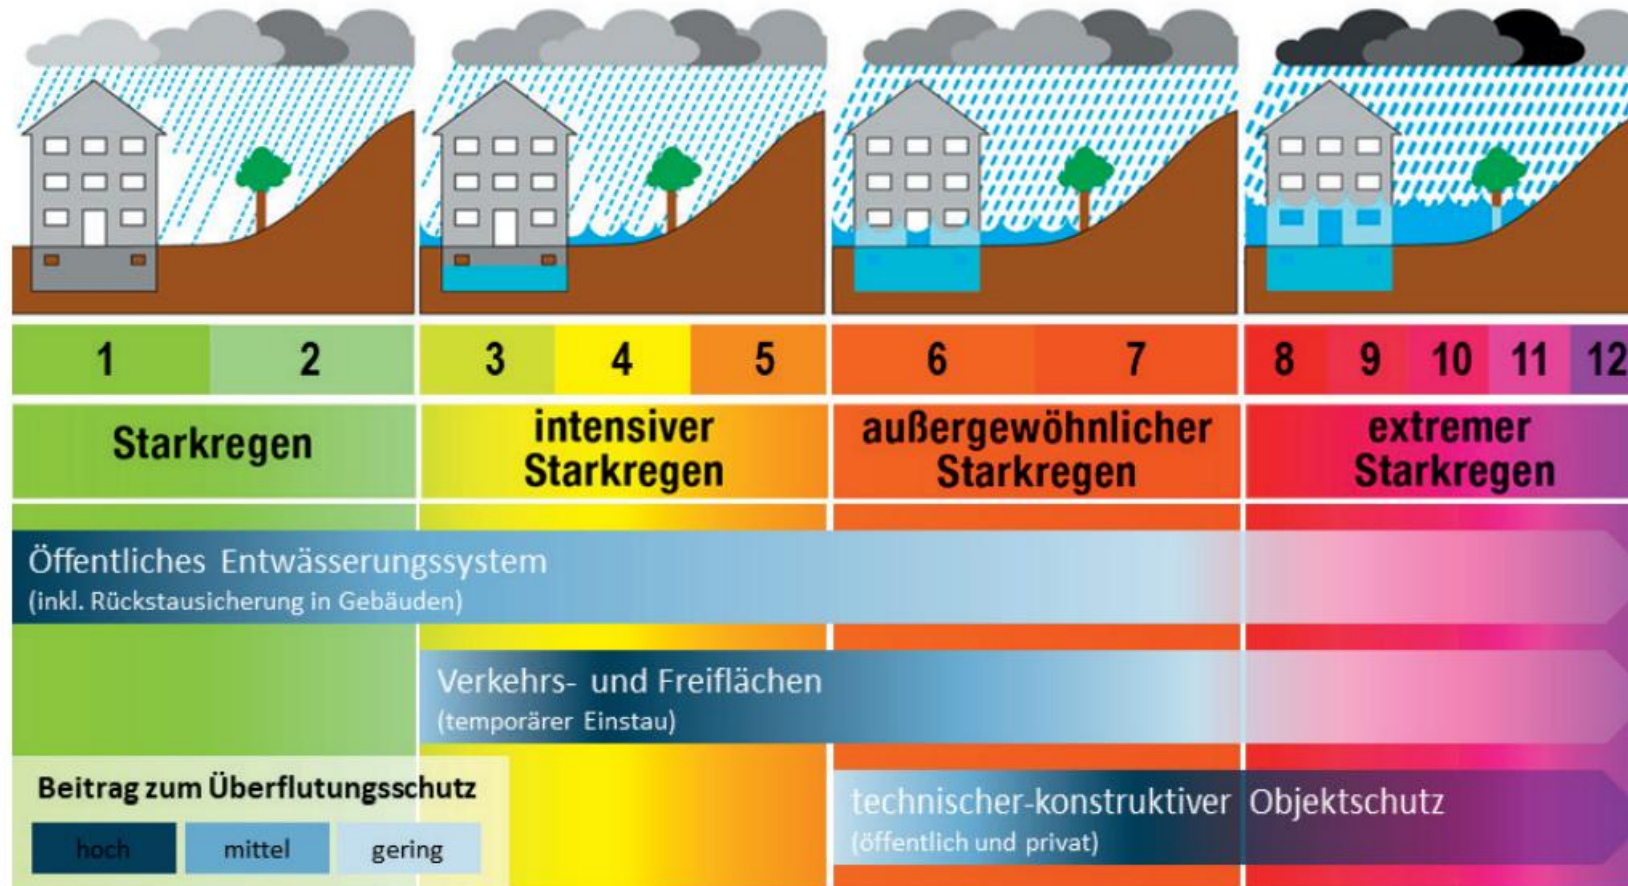 1 2 3 4 5 6 7 8 9 10 11 12
Starkregen
intensiver
Starkregen
außergewöhnlicher
Starkregen
extremer
Starkregen
Öffentliches Entwässerungssystem
(inkl. Rückstausicherung in Gebäuden)
Verkehrs- und Freiflächen
(temporärer Einstau)
technischer-konstruktiver Objektschutz
(öffentlich und privat)
Beitrag zum Überflutungsschutz
hoch mittel gering